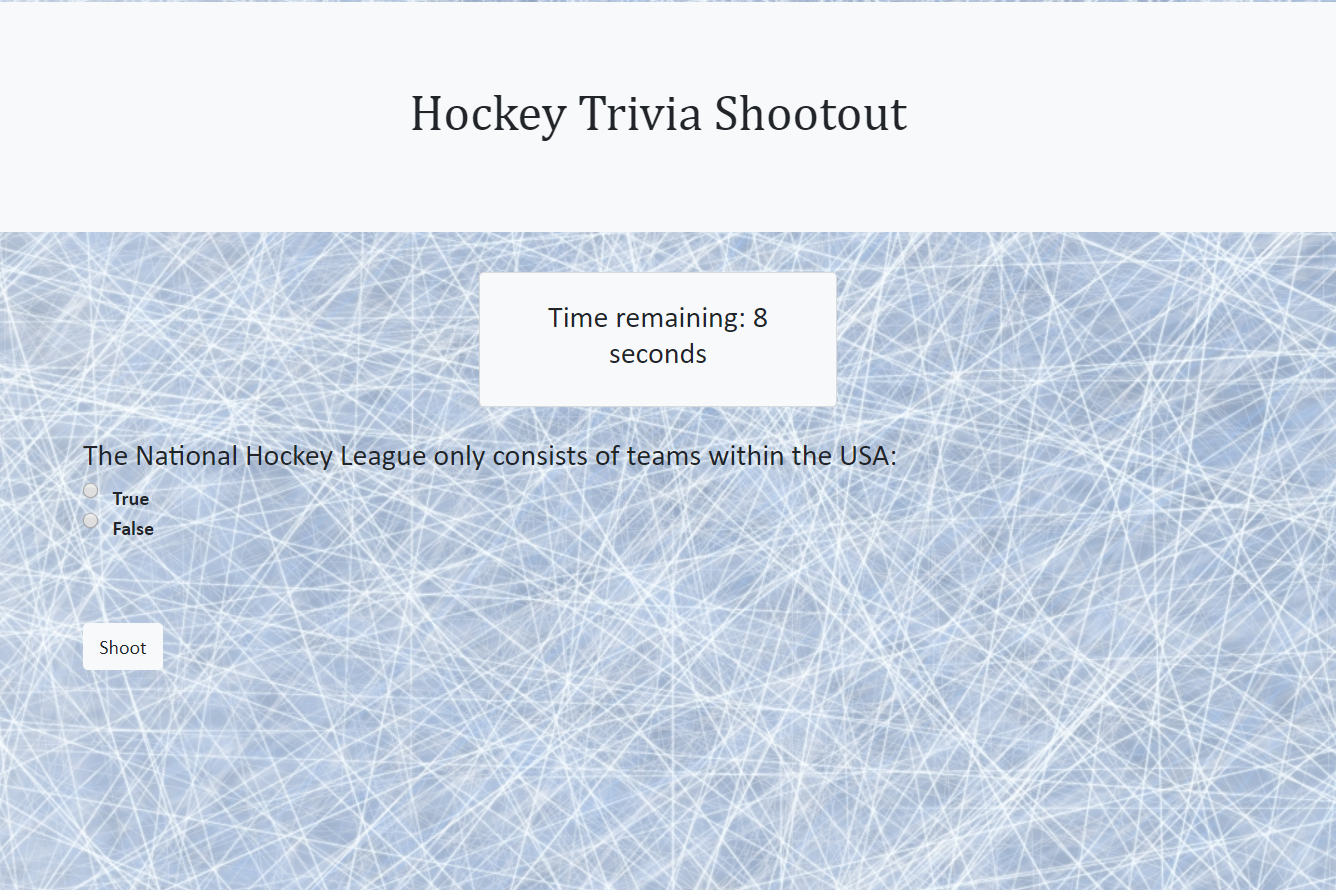 Hockey Trivia Shootout
Time remaining: 8
seconds
The National Hockey League only consists of teams within the USA:
True
False
Shoot